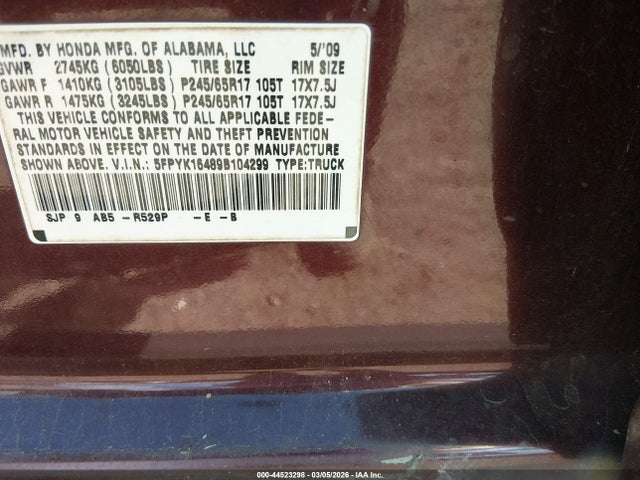 MFD. BY HONDA MFG. OF ALABAMA, LLC 5/'09
GVWR 2745KG (6050LBS) TIRE SIZE RIM SIZE
GAWR F 1410KG (3105LBS) P245/65R17 105T 17X7.5J
GAWR R 1475KG (3245LBS) P245/65R17 105T 17X7.5J
THIS VEHICLE CONFORMS TO ALL APPLICABLE FEDE-
RAL MOTOR VEHICLE SAFETY AND THEFT PREVENTION
STANDARDS IN EFFECT ON THE DATE OF MANUFACTURE
SHOWN ABOVE. V.I.N.: 5FPYK16489B104299 TYPE:TRUCK
SJP 9 AB5 -R529P -E -B
000-44523298 - 03/05/2026 - IAA Inc.